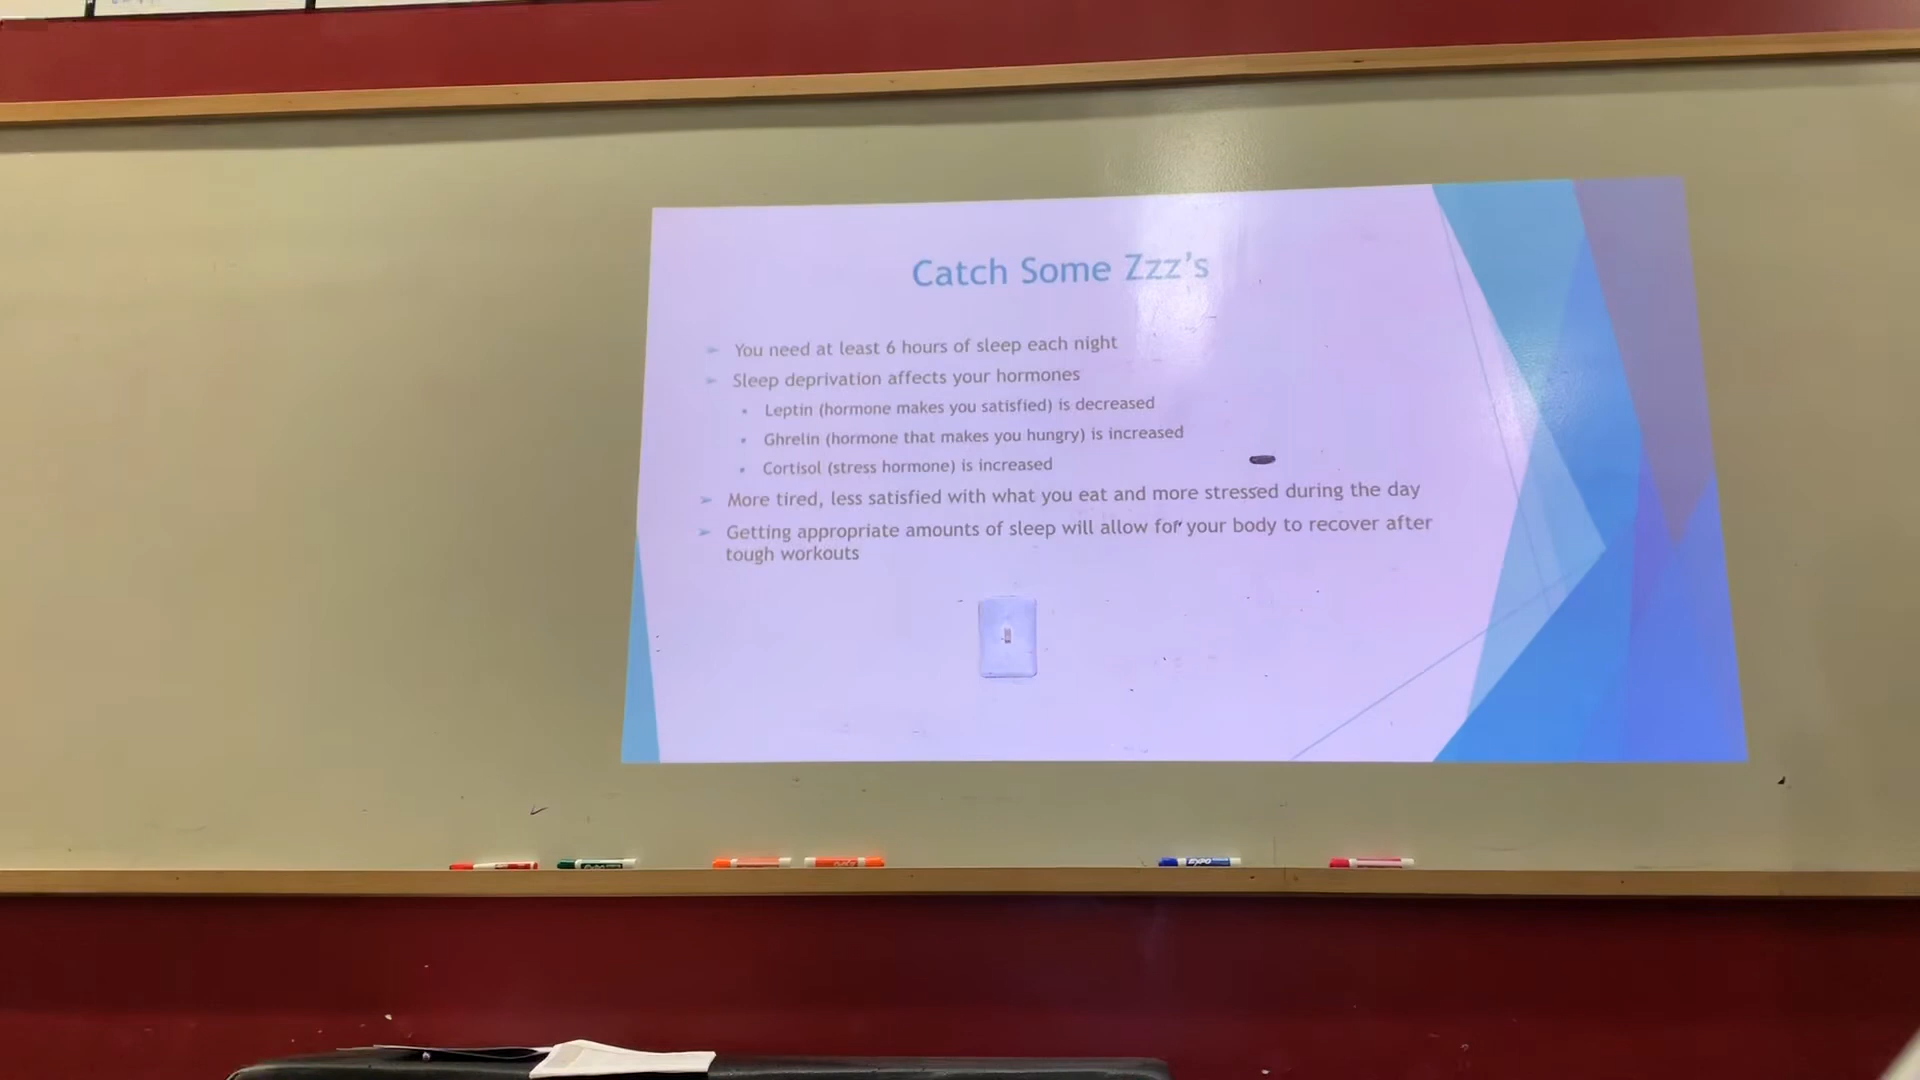 Catch Some Zzz's
You need at least 6 hours of sleep each night
Sleep deprivation affects your hormones
Leptin (hormone makes you satisfied) is decreased
Ghrelin (hormone that makes you hungry) is increased
Cortisol (stress hormone) is increased
More tired, less satisfied with what you eat and more stressed during the day
Getting appropriate amounts of sleep will allow for your body to recover after
tough workouts
EXPO